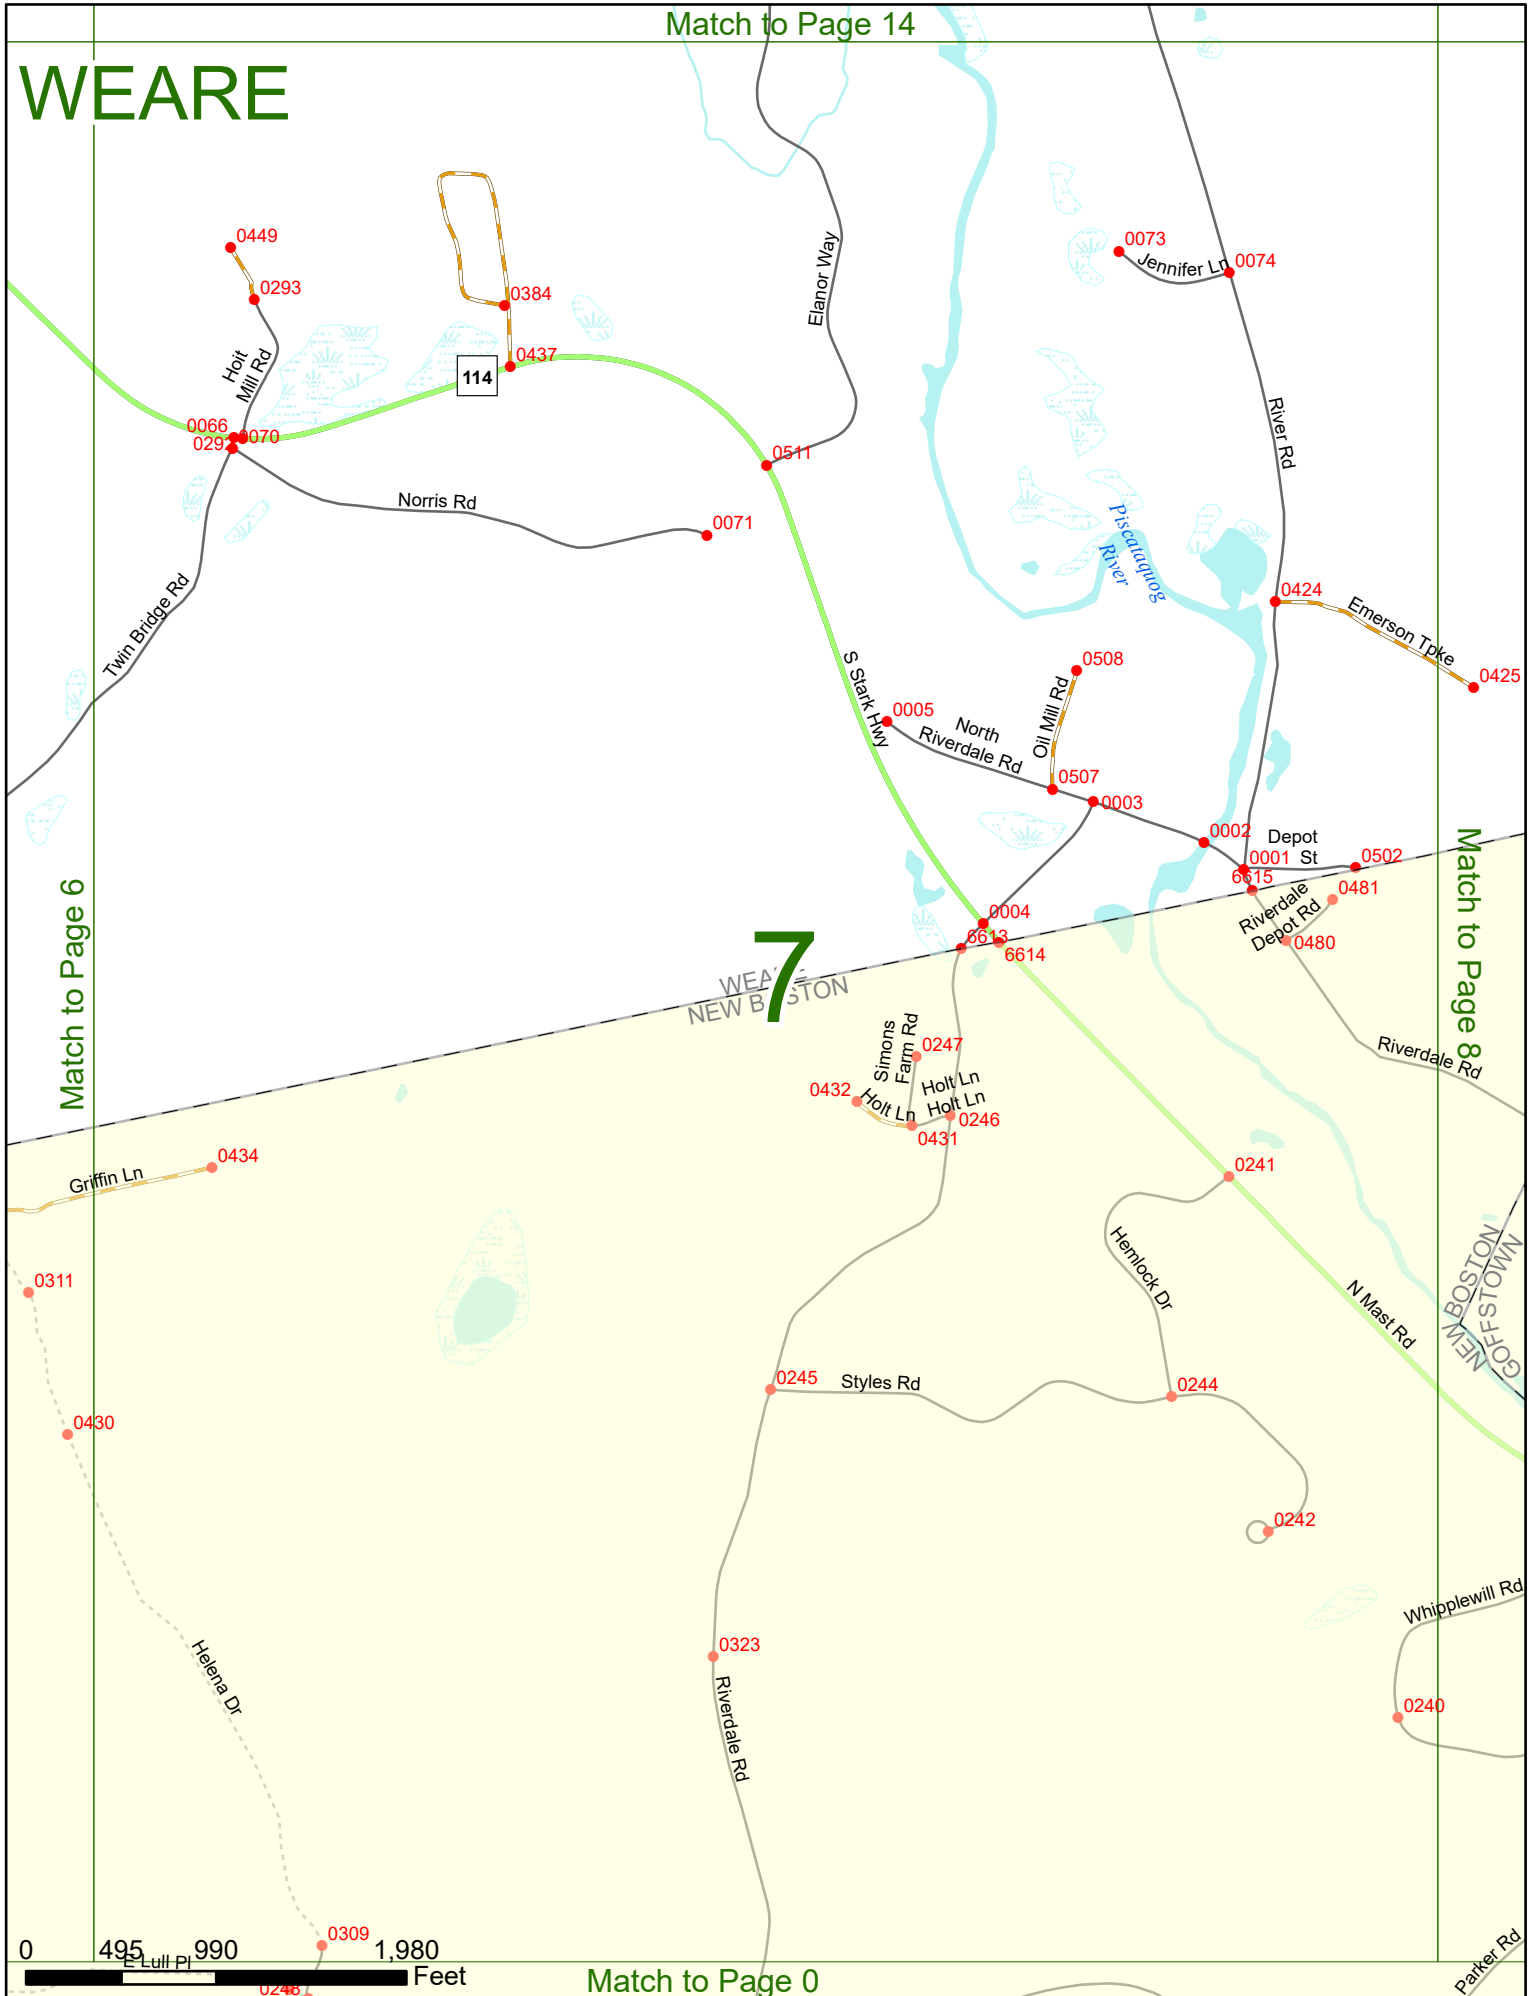 Match to Page 14
WEARE
0449
0293
0384
0437
114
Hoit
Mill Rd
0066
0070
Norris Rd
0071
Twin Bridge Rd
Elanor Way
0511
0073
Jennifer Ln
0074
River Rd
Piscataquog
River
0424
Emerson Tpke
0425
S Stark Hwy
0508
Oil Mill Rd
0005
North
Riverdale Rd
0507
0003
0002
Depot
St
0001
0502
6615
0481
Riverdale
Depot Rd
0480
0004
6613
6614
7
NEW BOSTON
Match to Page 6
Match to Page 8
Riverdale Rd
Simons
Farm Rd
0247
Holt Ln
Holt Ln
0432
Holt Ln
0246
0431
0434
Griffin Ln
0241
Hemlock Dr
N Mast Rd
NEW BOSTON
GOFFSTOWN
0311
0245
Styles Rd
0244
0430
0242
Helena Dr
Whipplewill Rd
0323
Riverdale Rd
0240
0309
0 495 990 1,980
E Lull Pl
Feet
0248
Match to Page 0
Parker Rd